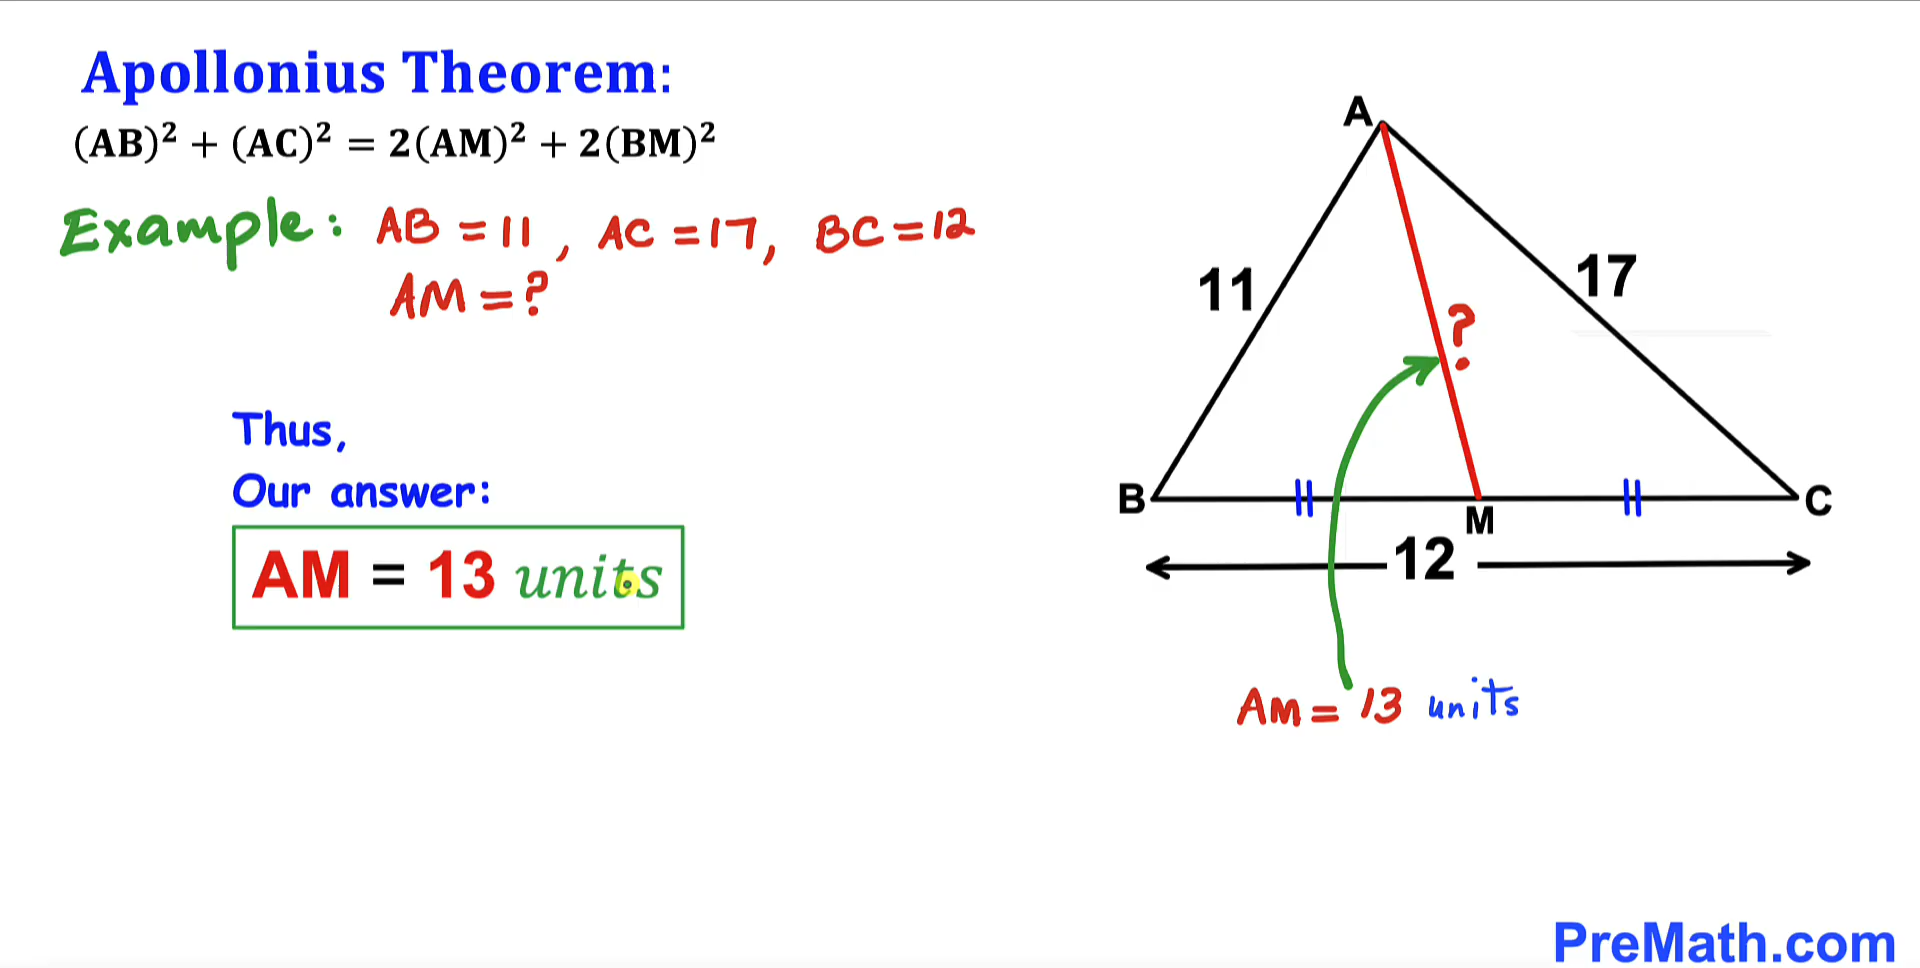 Apollonius Theorem:
(AB)² + (AC)² = 2(AM)² + 2(BM)²
Example: AB = 11, AC = 17, BC = 12
AM = ?
Thus,
Our answer:
AM = 13 units
A
11
17
?
B
M
C
12
AM = 13 units
PreMath.com